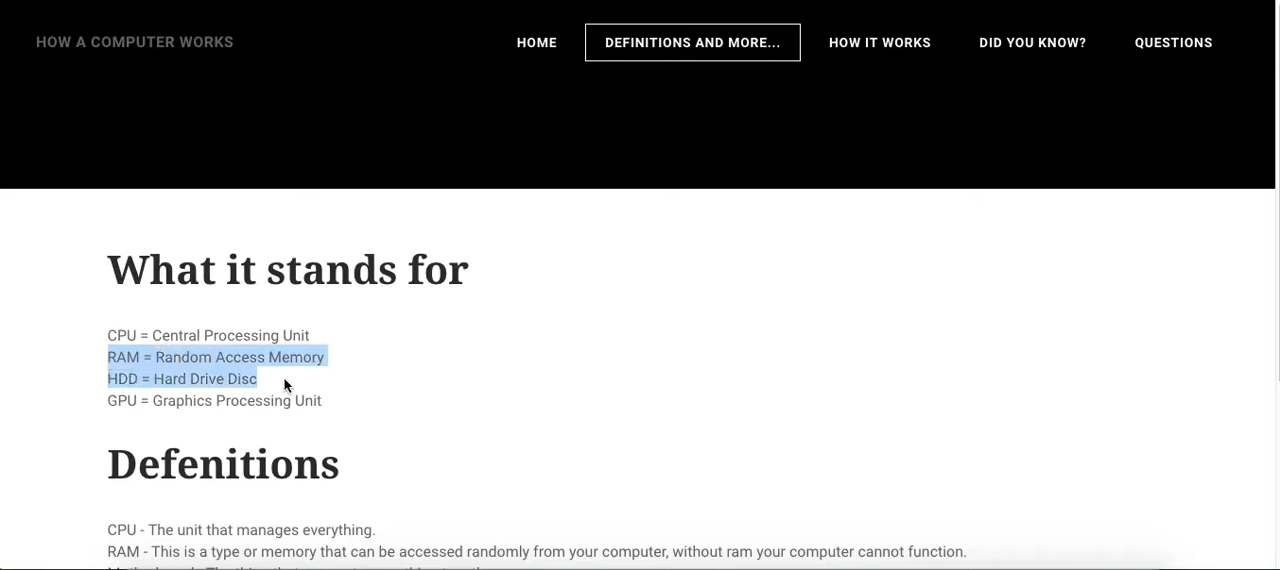 HOW A COMPUTER WORKS
HOME
DEFINITIONS AND MORE...
HOW IT WORKS
DID YOU KNOW?
QUESTIONS
What it stands for
CPU = Central Processing Unit
RAM = Random Access Memory
HDD = Hard Drive Disc
GPU = Graphics Processing Unit
Defenitions
CPU - The unit that manages everything.
RAM - This is a type or memory that can be accessed randomly from your computer, without ram your computer cannot function.